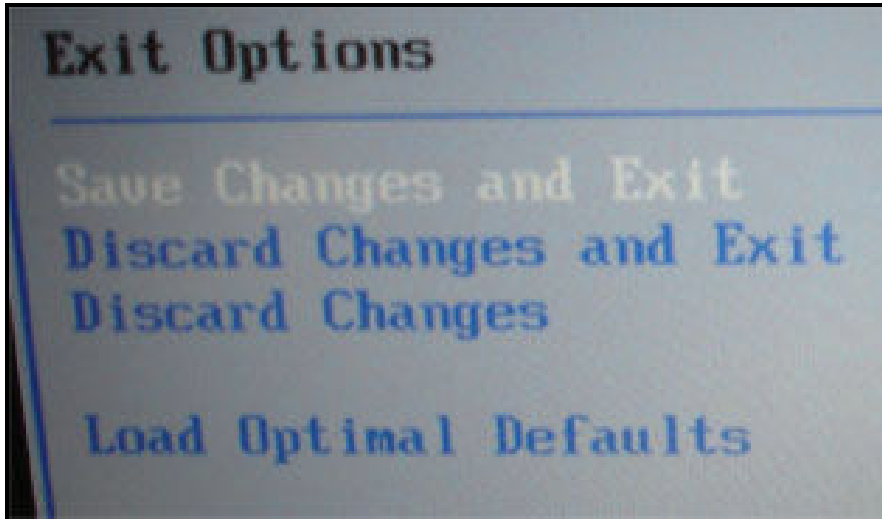 Exit Options
Save Changes and Exit
Discard Changes and Exit
Discard Changes
Load Optimal Defaults